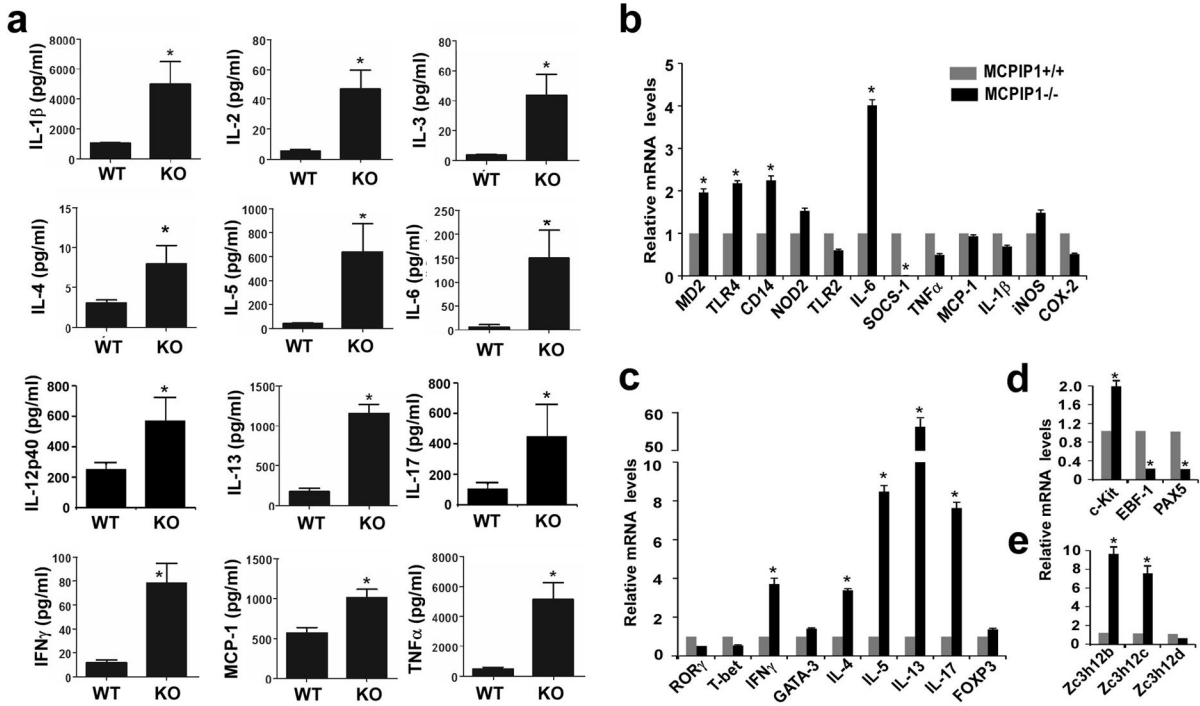 a
IL-1β (pg/ml)
8000
6000
4000
2000
0
*
WT KO
IL-2 (pg/ml)
60
40
20
0
*
WT KO
IL-3 (pg/ml)
60
40
20
0
*
WT KO
IL-4 (pg/ml)
15
10
5
0
*
WT KO
IL-5 (pg/ml)
1000
800
600
400
200
0
*
WT KO
IL-6 (pg/ml)
250
200
150
100
50
0
*
WT KO
IL-12p40 (pg/ml)
800
600
400
200
0
*
WT KO
IL-13 (pg/ml)
1500
1000
500
0
*
WT KO
IL-17 (pg/ml)
800
600
400
200
0
*
WT KO
IFNγ (pg/ml)
100
80
60
40
20
0
*
WT KO
MCP-1 (pg/ml)
1500
1000
500
0
*
WT KO
TNFα (pg/ml)
8000
6000
4000
2000
0
*
WT KO
b
MCPIP1+/+
MCPIP1-/-
Relative mRNA levels
5
4
3
2
1
0
* * * * *
MD2 TLR4 CD14 NOD2 TLR2 IL-6 SOCS-1 TNFα MCP-1 IL-1β iNOS COX-2
c
Relative mRNA levels
60
50
10
8
6
4
2
0
* * * * *
RORγ T-bet IFNγ GATA-3 IL-4 IL-5 IL-13 IL-17 FOXP3
d
Relative mRNA levels
2.0
1.6
1.2
0.8
0.4
0
* * *
c-Kit EBF-1 PAX5
e
10
8
6
4
2
0
* *
Zc3h12b Zc3h12c Zc3h12d